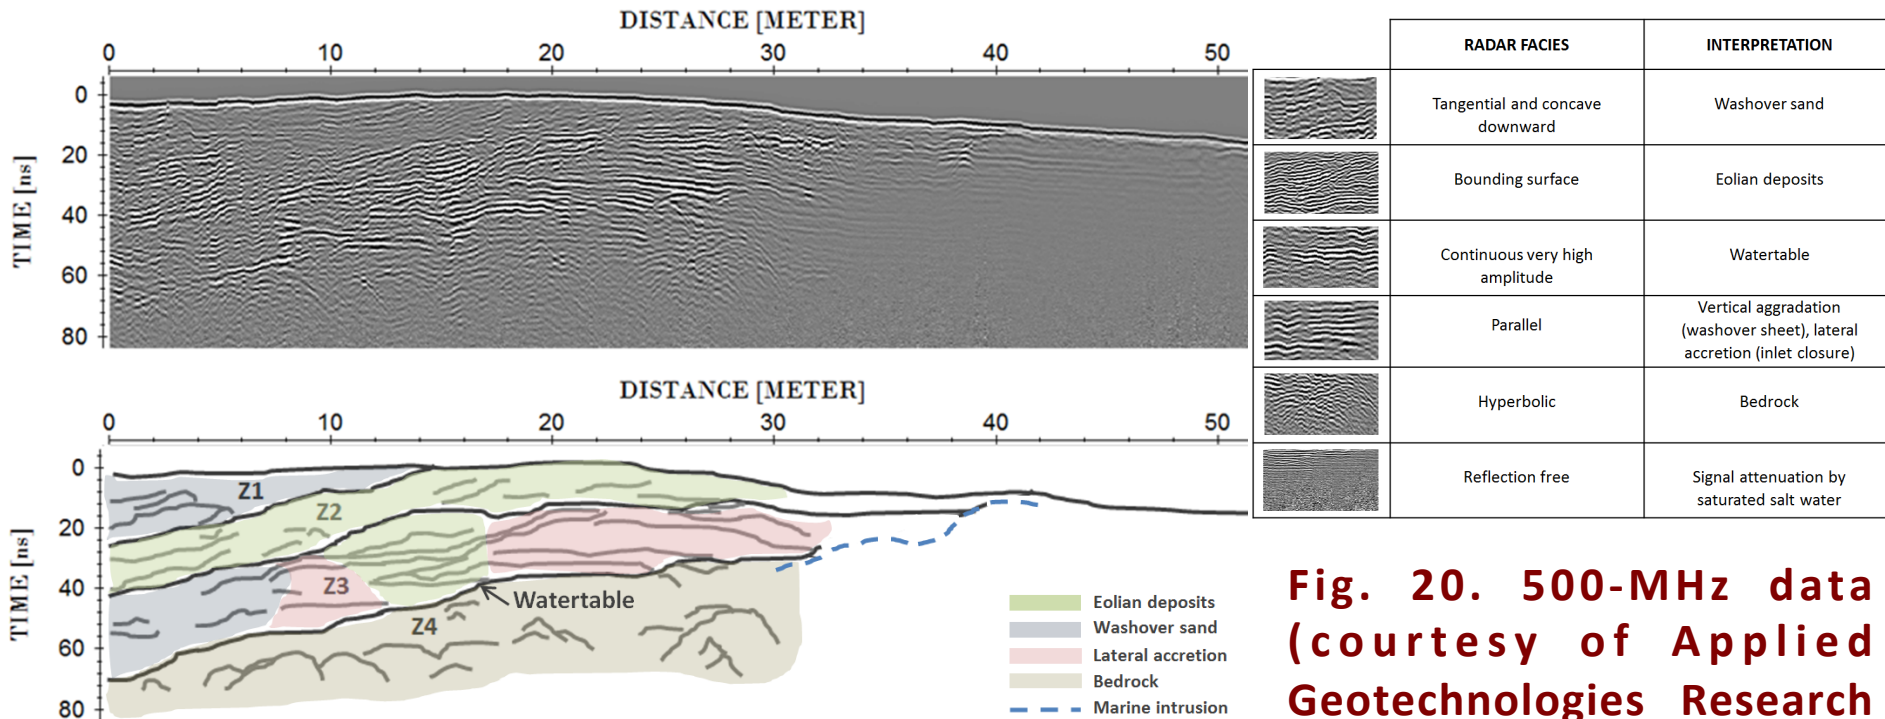 DISTANCE [METER]
0 10 20 30 40 50
TIME [ns]
0
20
40
60
80
DISTANCE [METER]
0 10 20 30 40 50
TIME [ns]
0
20
40
60
80
Z1
Z2
Z3
Z4
Watertable
Eolian deposits
Washover sand
Lateral accretion
Bedrock
Marine intrusion
RADAR FACIES INTERPRETATION
Tangential and concave
downward
Washover sand
Bounding surface Eolian deposits
Continuous very high
amplitude
Watertable
Parallel
Vertical aggradation
(washover sheet), lateral
accretion (inlet closure)
Hyperbolic Bedrock
Reflection free
Signal attenuation by
saturated salt water
Fig. 20. 500-MHz data
(courtesy of Applied
Geotechnologies Research